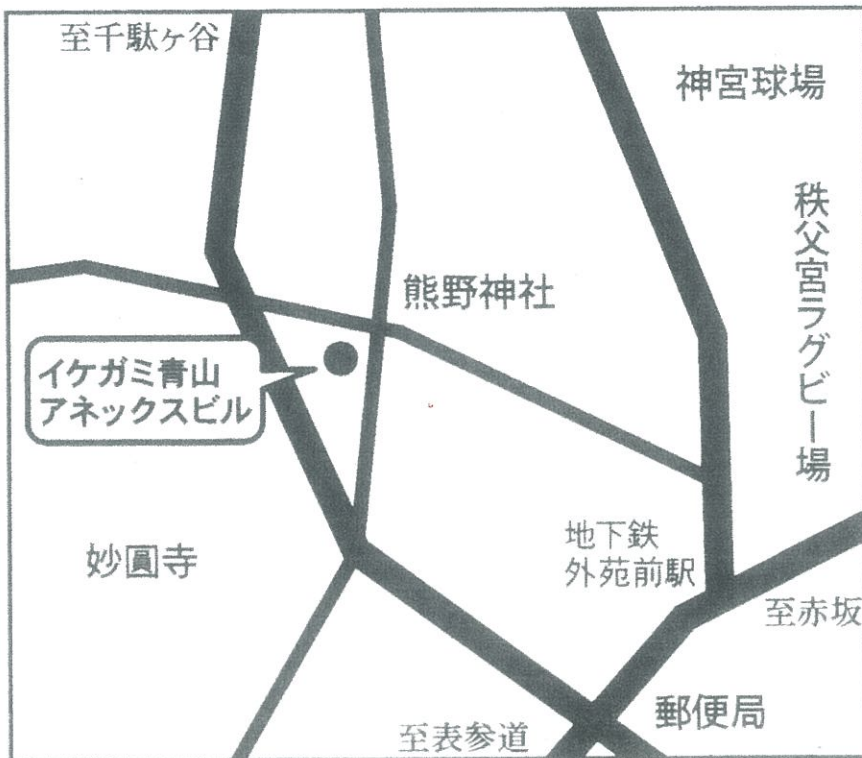 至千駄ヶ谷
神宮球場
秩父宮ラグビー場
熊野神社
イケガミ青山
アネックスビル
妙圓寺
地下鉄
外苑前駅
至赤坂
郵便局
至表参道